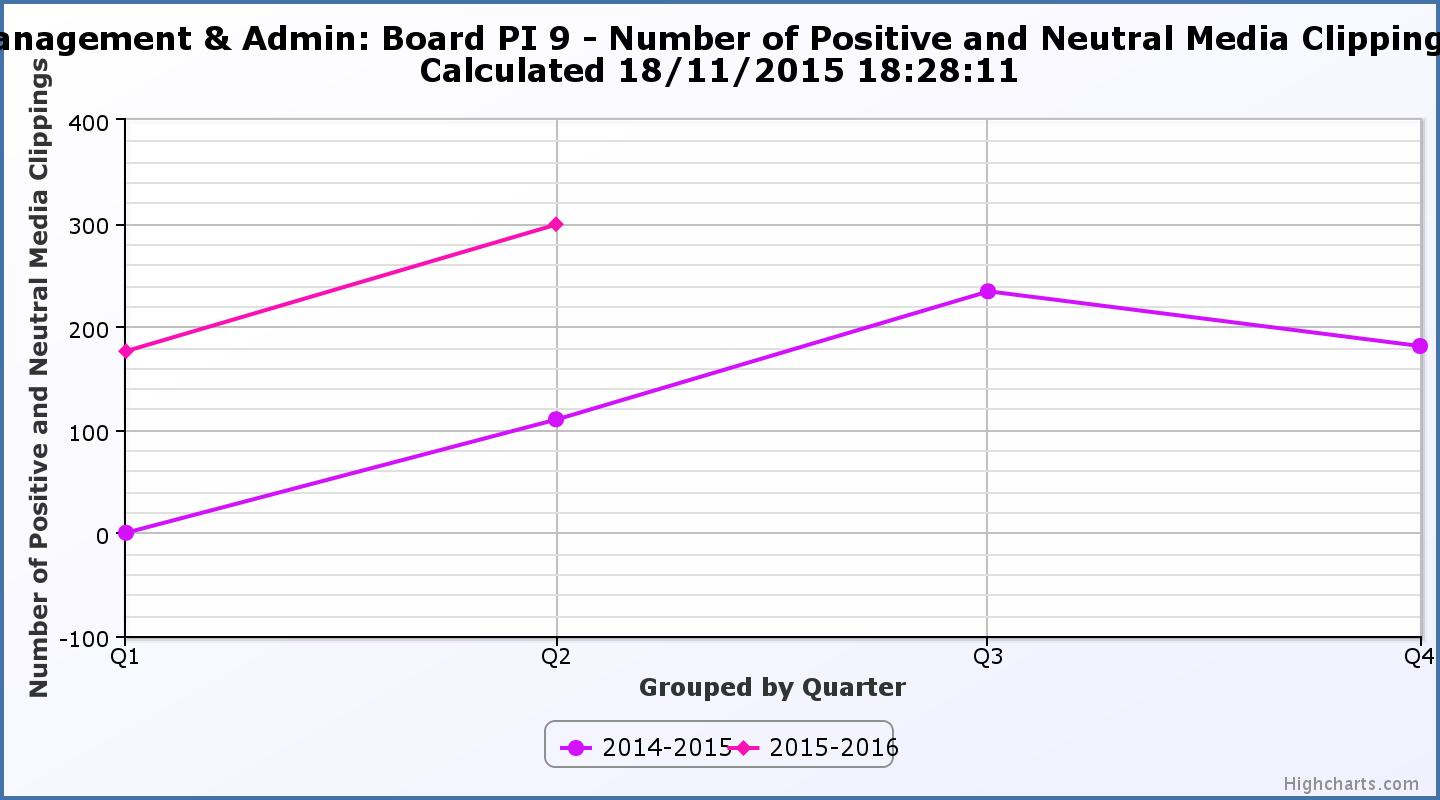 anagement & Admin: Board PI 9 - Number of Positive and Neutral Media Clipping
Calculated 18/11/2015 18:28:11
Number of Positive and Neutral Media Clippings
400
300
200
100
0
-100
Q1 Q2 Q3 Q4
Grouped by Quarter
2014-2015 2015-2016
Highcharts.com